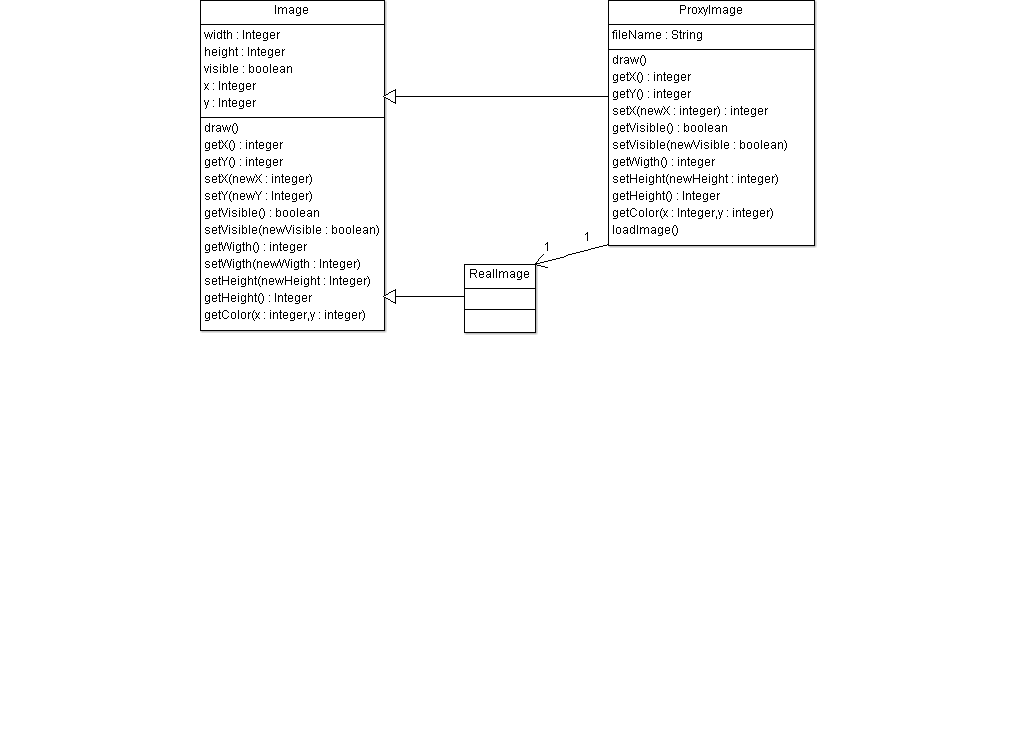 Image
width : Integer
height : Integer
visible : boolean
x : Integer
y : Integer
draw()
getX() : integer
getY() : integer
setX(newX : integer)
setY(newY : Integer)
getVisible() : boolean
setVisible(newVisible : boolean)
getWigth() : integer
setWigth(newWigth : Integer)
setHeight(newHeight : Integer)
getHeight() : Integer
getColor(x : integer,y : integer)
ProxyImage
fileName : String
draw()
getX() : integer
getY() : integer
setX(newX : integer) : integer
getVisible() : boolean
setVisible(newVisible : boolean)
getWigth() : integer
setHeight(newHeight : integer)
getHeight() : Integer
getColor(x : Integer,y : integer)
loadImage()
1
1
RealImage